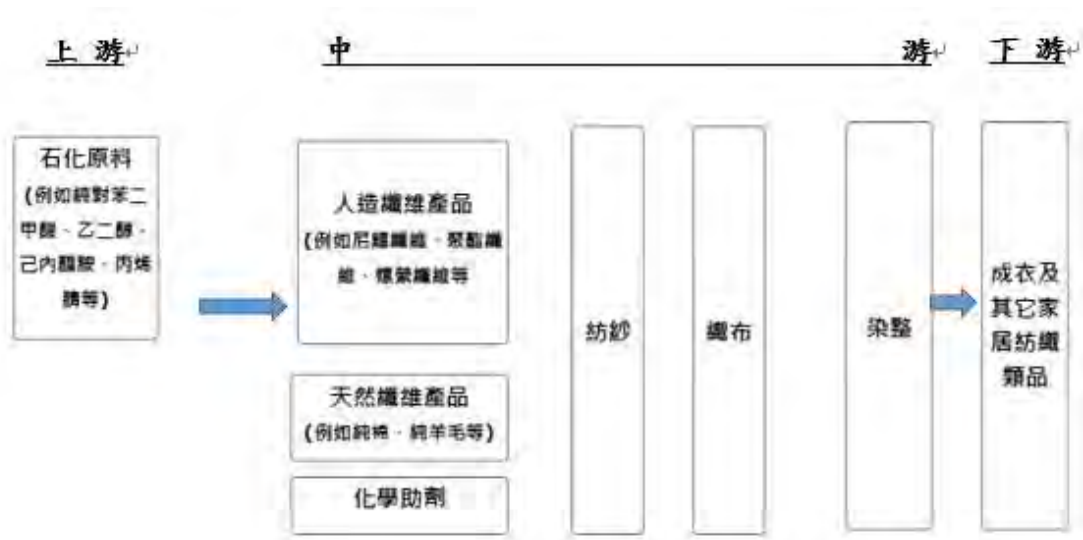 上 游
中 游
下 游
石化原料
(例如純對苯二
甲酸、乙二醇、
己內醯胺、丙烯
腈等)
人造纖維產品
(例如尼龍纖維、聚酯纖
維、嫘縈纖維等
天然纖維產品
(例如純棉、純羊毛等)
化學助劑
紡紗
織布
染整
成衣及
其它家
居紡織
類品